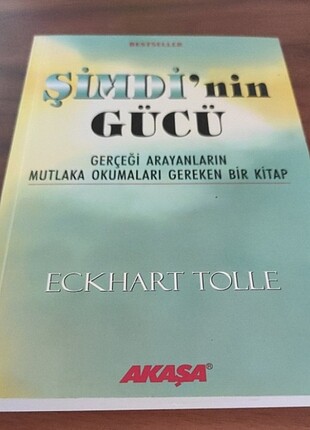 BESTSELLER
ŞİMDİ'nin
GÜCÜ
GERÇEĞİ ARAYANLARIN
MUTLAKA OKUMALARI GEREKEN BİR KİTAP
ECKHART TOLLE
AKAŞA®